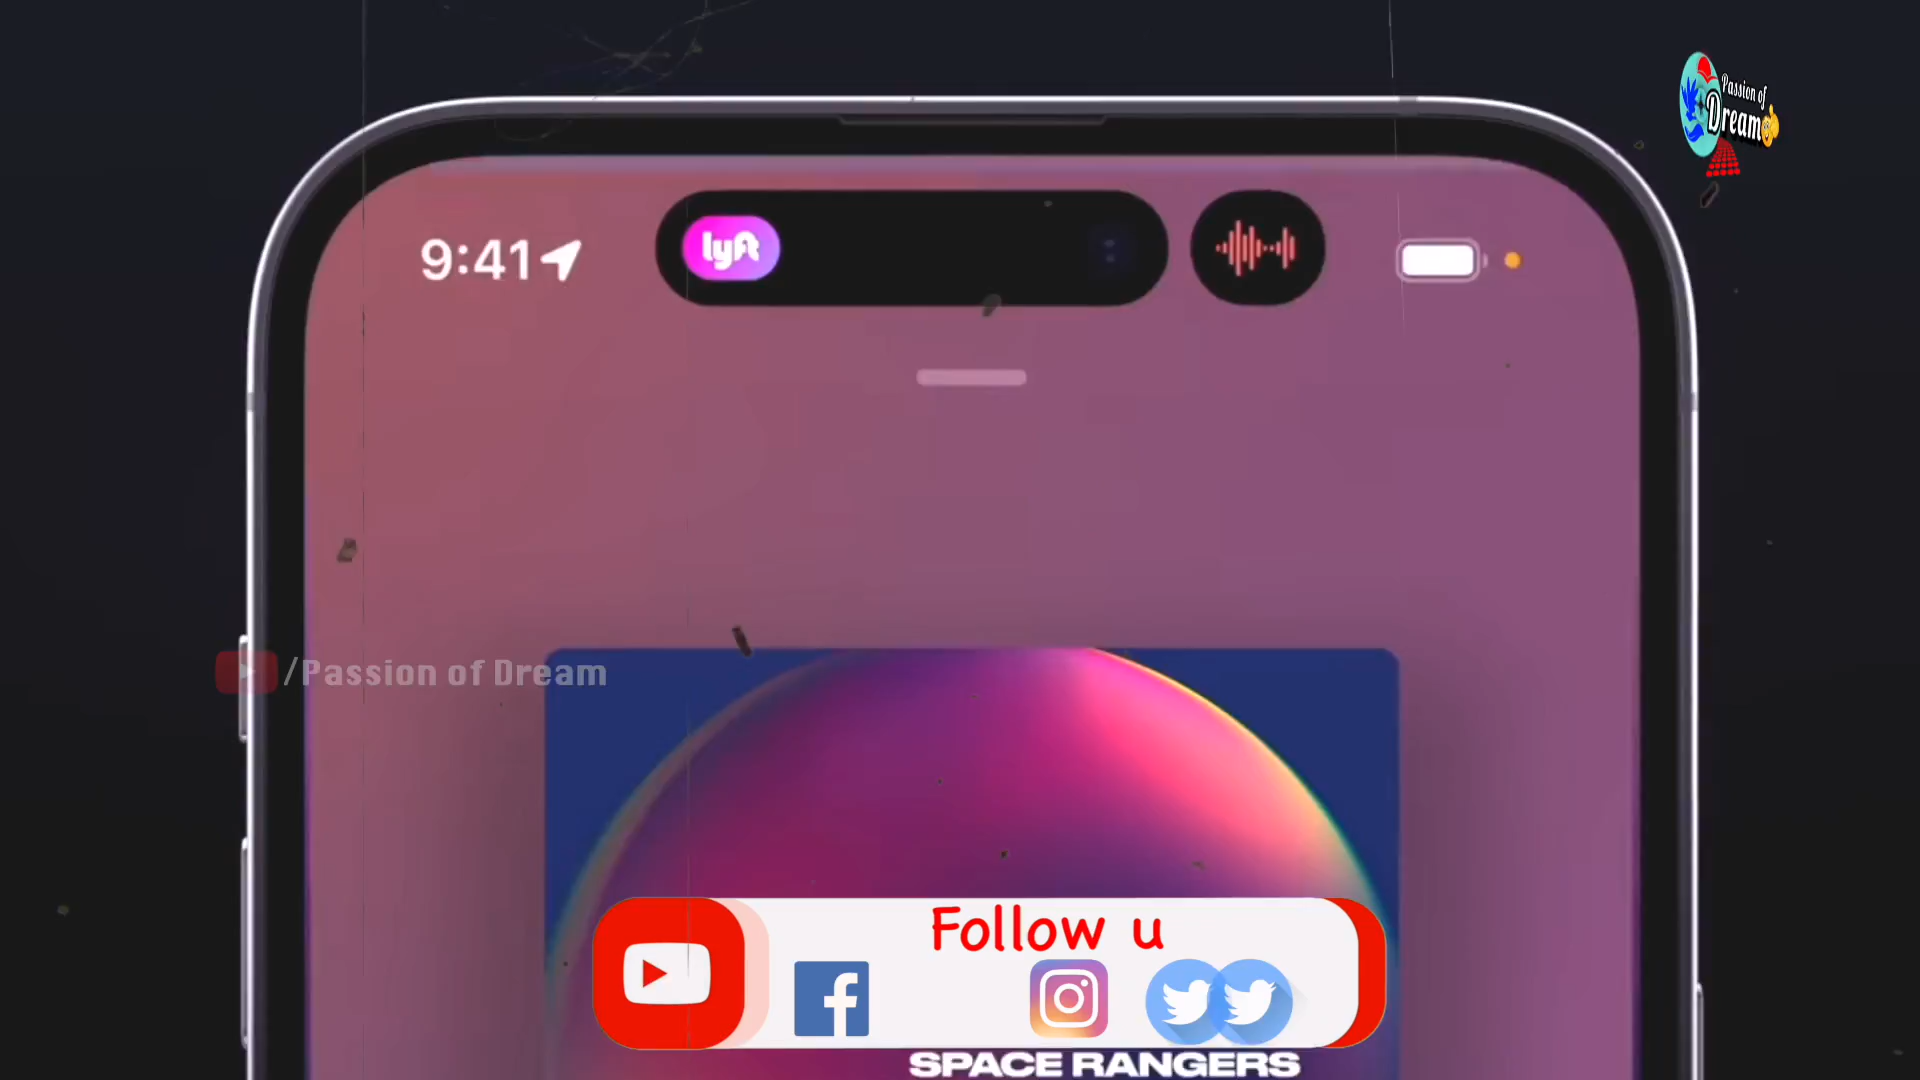 Passion of
Dream
9:41
lyft
/Passion of Dream
Follow u
SPACE RANGERS